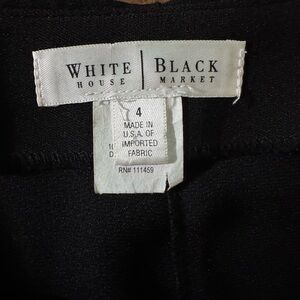 WHITE | BLACK
HOUSE MARKET
4
MADE IN
U.S.A. OF
IMPORTED
FABRIC
RN# 111459